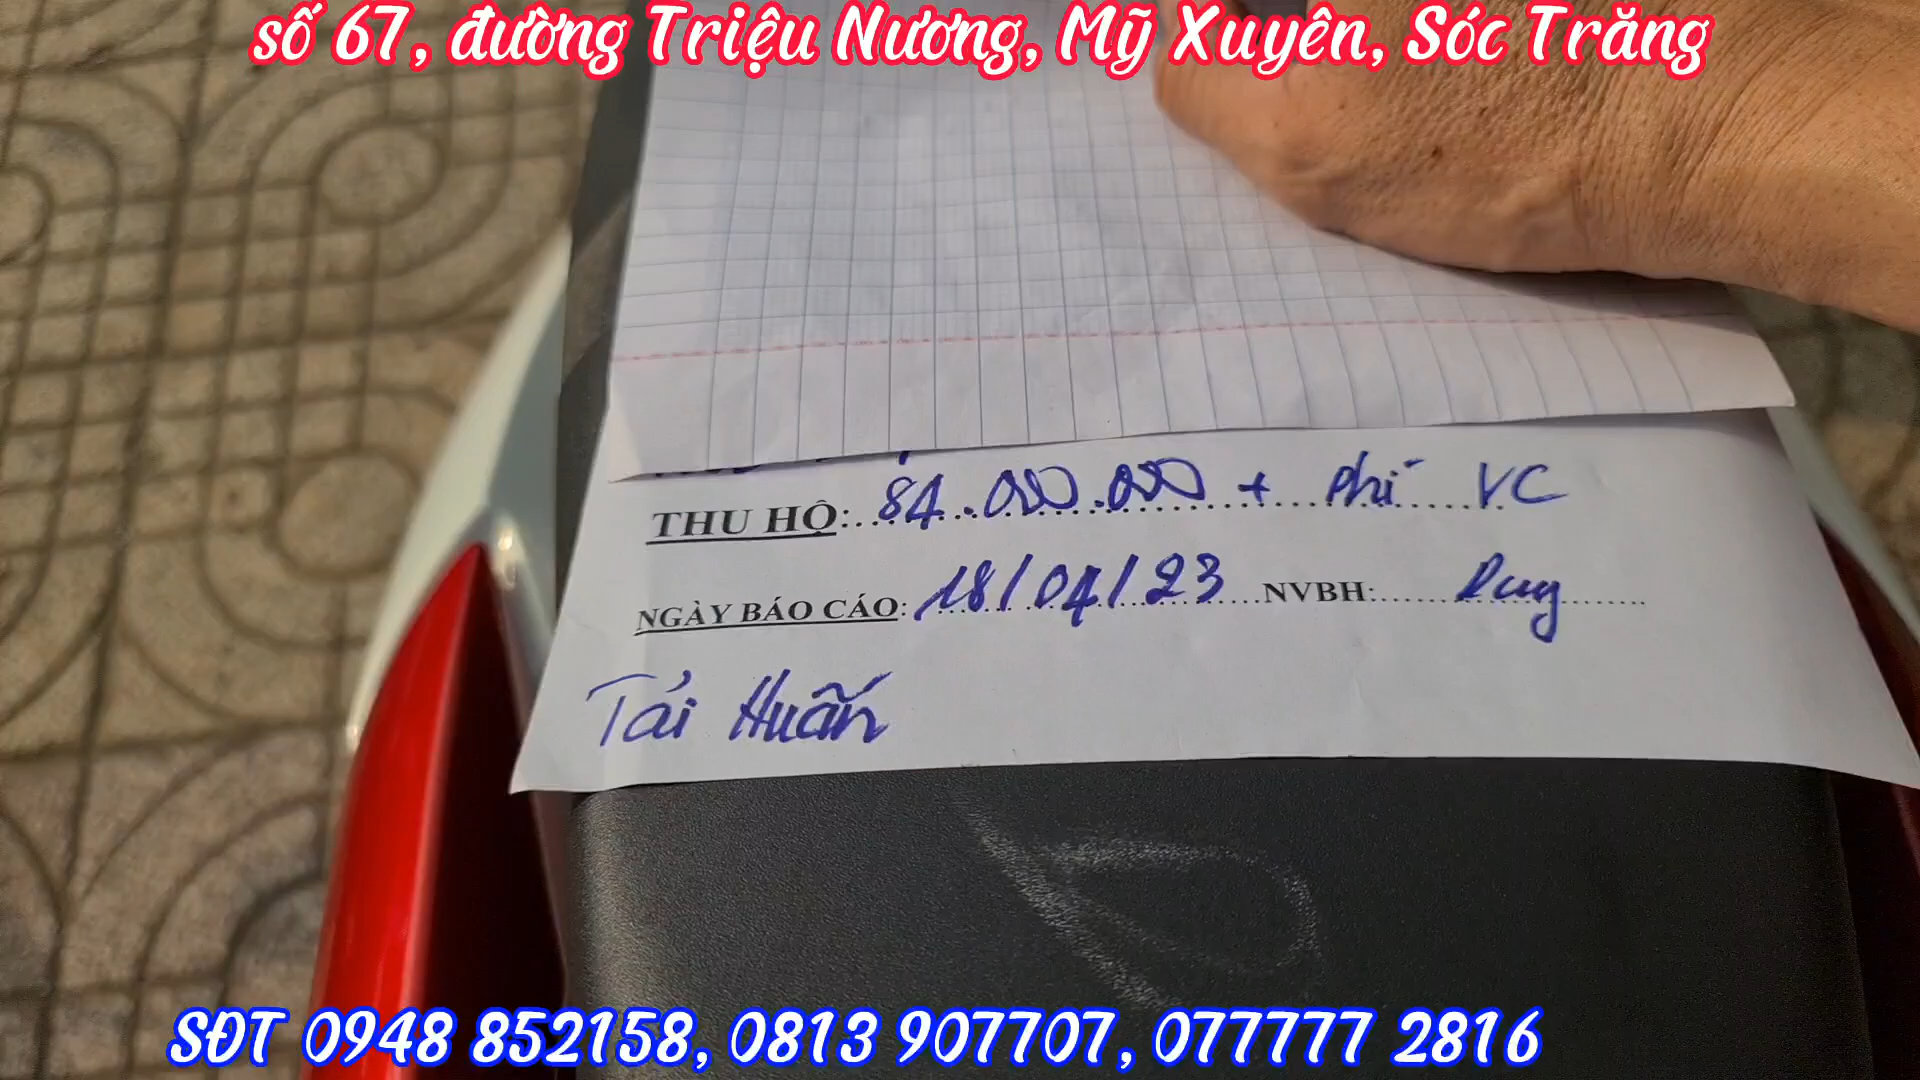 số 67, đường Triệu Nương, Mỹ Xuyên, Sóc Trăng
THU HỘ: 84.000.000 + Phí VC
NGÀY BÁO CÁO: 18/04/23 NVBH: Duy
Tải Huấn
SĐT 0948 852158, 0813 907707, 077777 2816